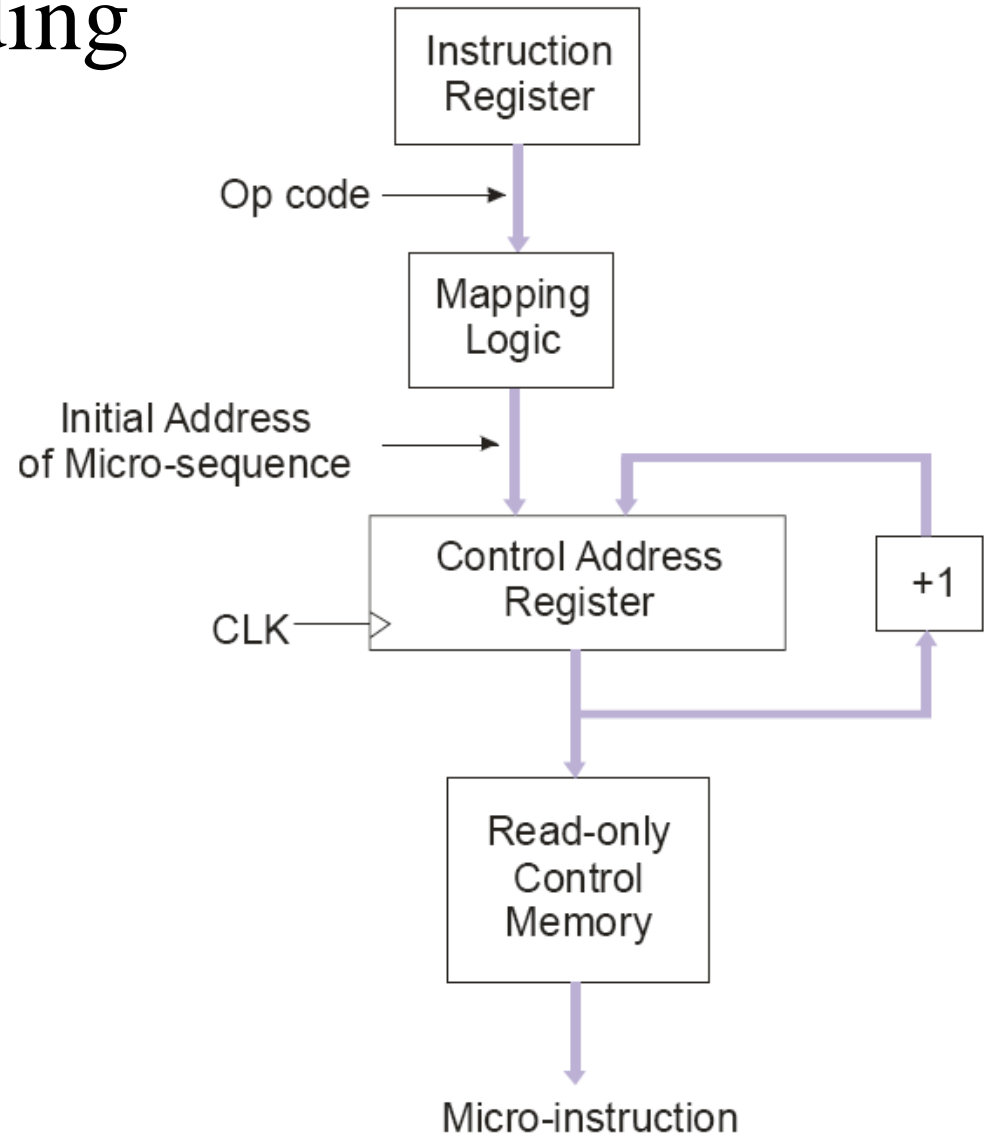 Instruction
Register
Op code
Mapping
Logic
Initial Address
of Micro-sequence
Control Address
Register
+1
CLK
Read-only
Control
Memory
Micro-instruction